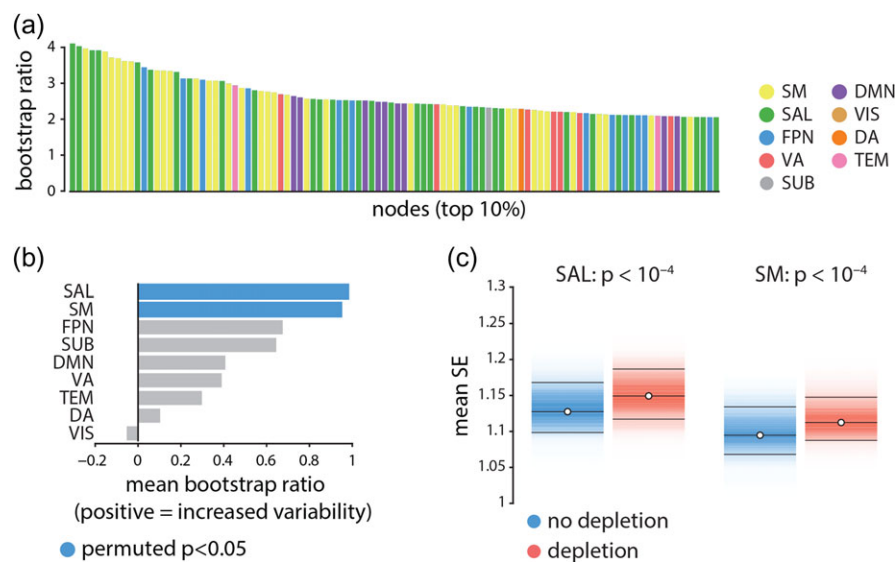 (a)
4
3
2
1
0
bootstrap ratio
nodes (top 10%)
SM
SAL
FPN
VA
SUB
DMN
VIS
DA
TEM
(b)
SAL
SM
FPN
SUB
DMN
VA
TEM
DA
VIS
−0.2 0 0.2 0.4 0.6 0.8 1
mean bootstrap ratio
(positive = increased variability)
permuted p<0.05
(c)
SAL: p < 10⁻⁴ SM: p < 10⁻⁴
1.3
1.25
1.2
1.15
1.1
1.05
1
mean SE
no depletion
depletion